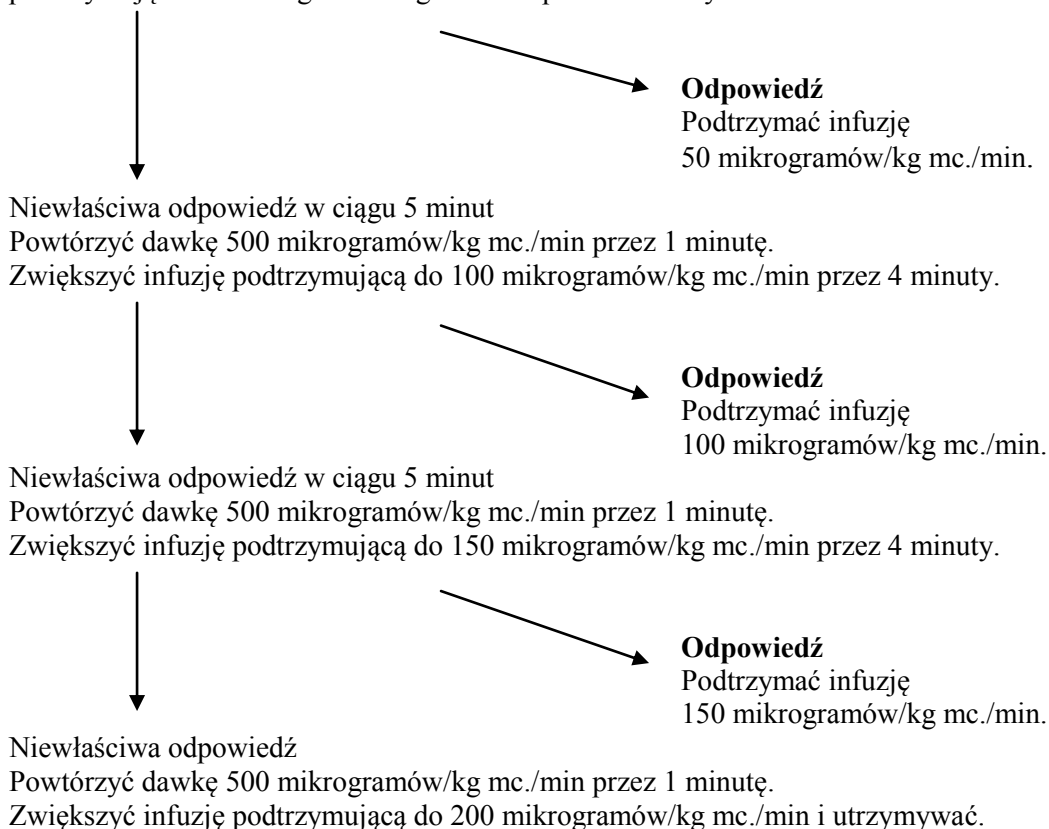 Odpowiedź
Podtrzymać infuzję
50 mikrogramów/kg mc./min.
Niewłaściwa odpowiedź w ciągu 5 minut
Powtórzyć dawkę 500 mikrogramów/kg mc./min przez 1 minutę.
Zwiększyć infuzję podtrzymującą do 100 mikrogramów/kg mc./min przez 4 minuty.
Odpowiedź
Podtrzymać infuzję
100 mikrogramów/kg mc./min.
Niewłaściwa odpowiedź w ciągu 5 minut
Powtórzyć dawkę 500 mikrogramów/kg mc./min przez 1 minutę.
Zwiększyć infuzję podtrzymującą do 150 mikrogramów/kg mc./min przez 4 minuty.
Odpowiedź
Podtrzymać infuzję
150 mikrogramów/kg mc./min.
Niewłaściwa odpowiedź
Powtórzyć dawkę 500 mikrogramów/kg mc./min przez 1 minutę.
Zwiększyć infuzję podtrzymującą do 200 mikrogramów/kg mc./min i utrzymywać.